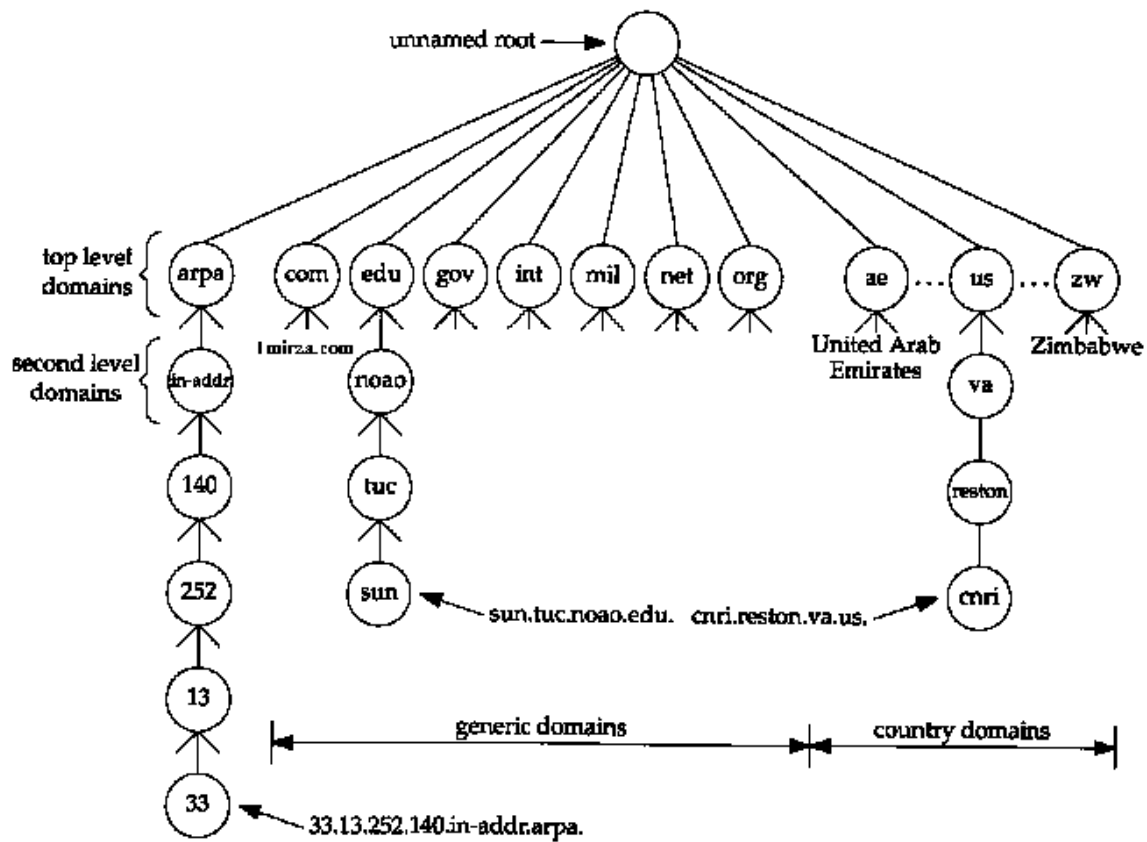 unnamed root
top level
domains
arpa
com
edu
gov
int
mil
net
org
ae
...
us
...
zw
1mirza.com
United Arab
Emirates
Zimbabwe
second level
domains
in-addr
noao
va
140
tuc
reston
252
sun
sun.tuc.noao.edu.
cnri.reston.va.us.
cnri
13
generic domains
country domains
33
33.13.252.140.in-addr.arpa.